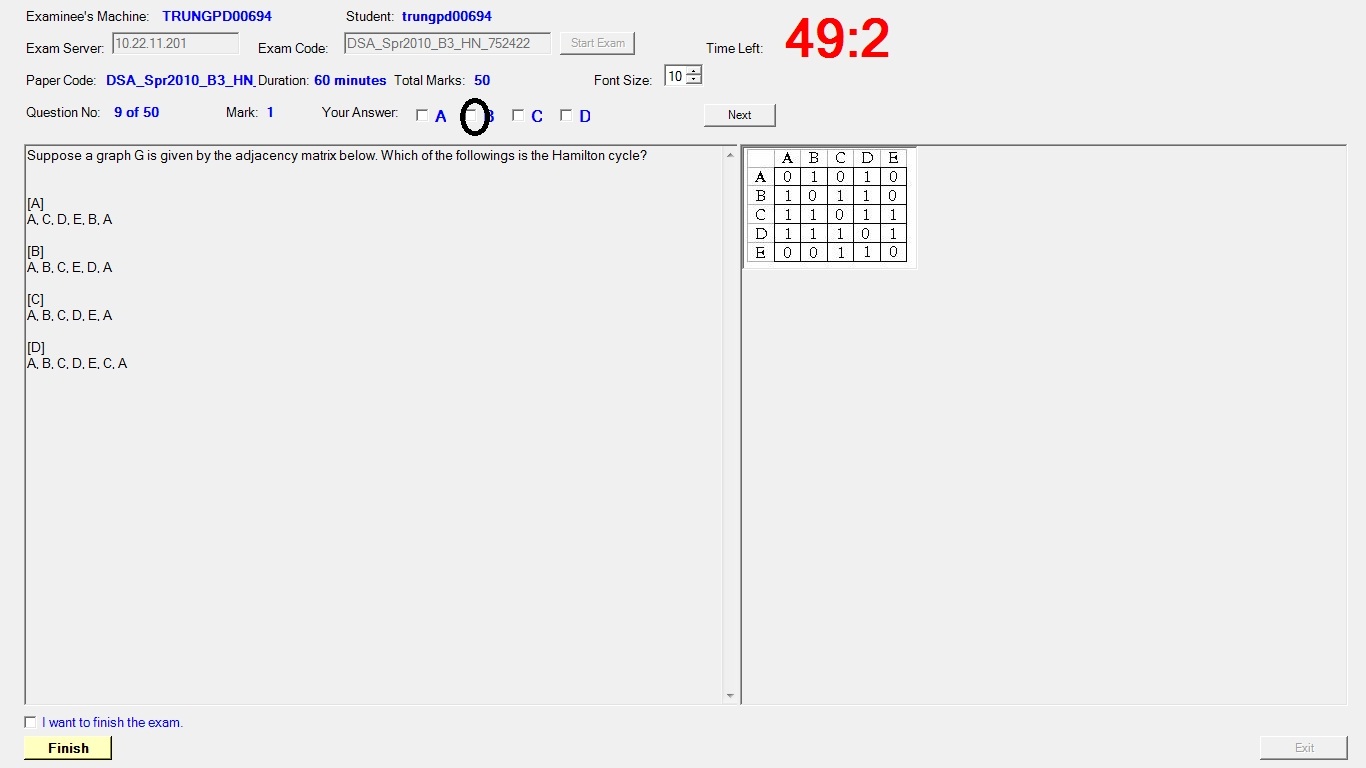 Examinee's Machine: TRUNGPD00694 Student: trungpd00694
Exam Server: 10.22.11.201 Exam Code: DSA_Spr2010_B3_HN_752422 Start Exam Time Left: 49:2
Paper Code: DSA_Spr2010_B3_HN_ Duration: 60 minutes Total Marks: 50 Font Size: 10
Question No: 9 of 50 Mark: 1 Your Answer: A B C D Next
Suppose a graph G is given by the adjacency matrix below. Which of the followings is the Hamilton cycle?
[A]
A, C, D, E, B, A
[B]
A, B, C, E, D, A
[C]
A, B, C, D, E, A
[D]
A, B, C, D, E, C, A
A B C D E
A 0 1 0 1 0
B 1 0 1 1 0
C 1 1 0 1 1
D 1 1 1 0 1
E 0 0 1 1 0
I want to finish the exam.
Finish Exit